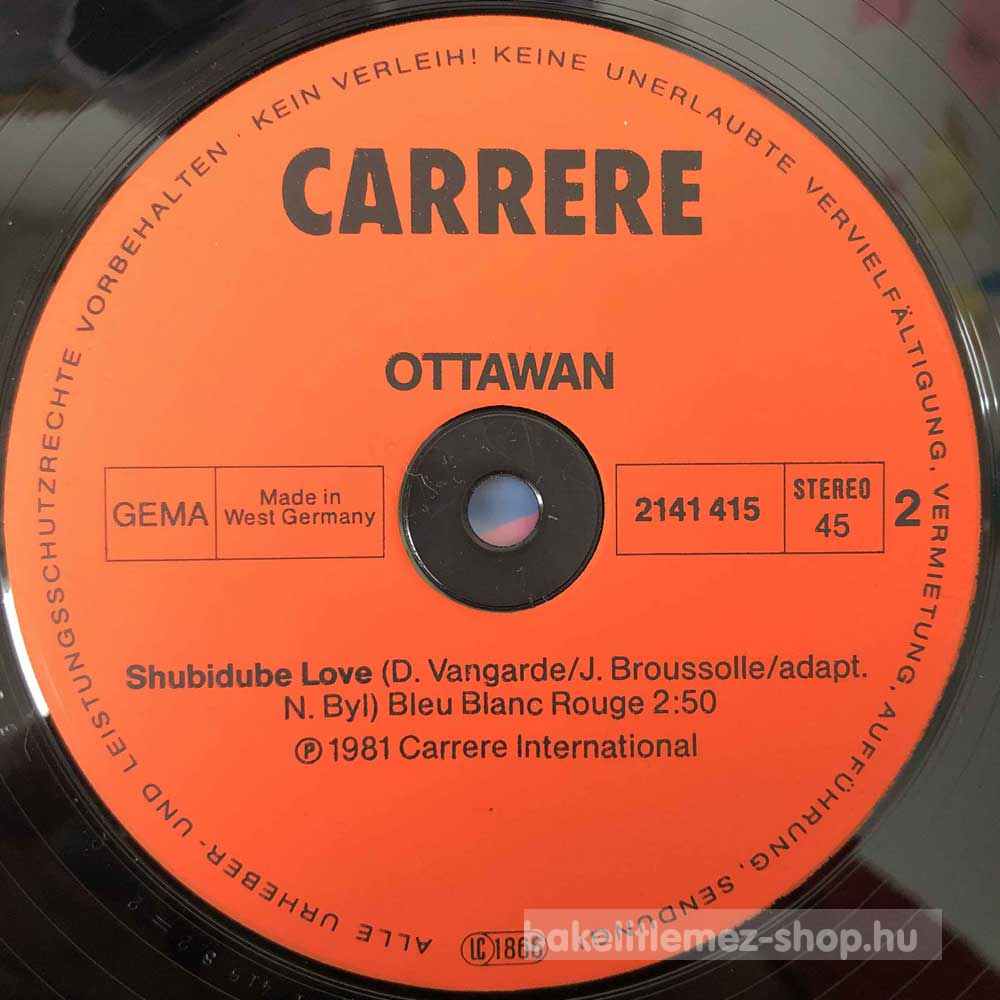 ALLE URHEBER- UND LEISTUNGSSCHUTZRECHTE VORBEHALTEN · KEIN VERLEIH! KEINE UNERLAUBTE VERVIELFÄLTIGUNG, VERMIETUNG, AUFFÜHRUNG, SENDUNG!
CARRERE
OTTAWAN
GEMA
Made in
West Germany
2141 415
STEREO
45
2
Shubidube Love (D. Vangarde/J. Broussolle/adapt.
N. Byl) Bleu Blanc Rouge 2:50
Ⓟ 1981 Carrere International
LC 1866
bakelitlemez-shop.hu